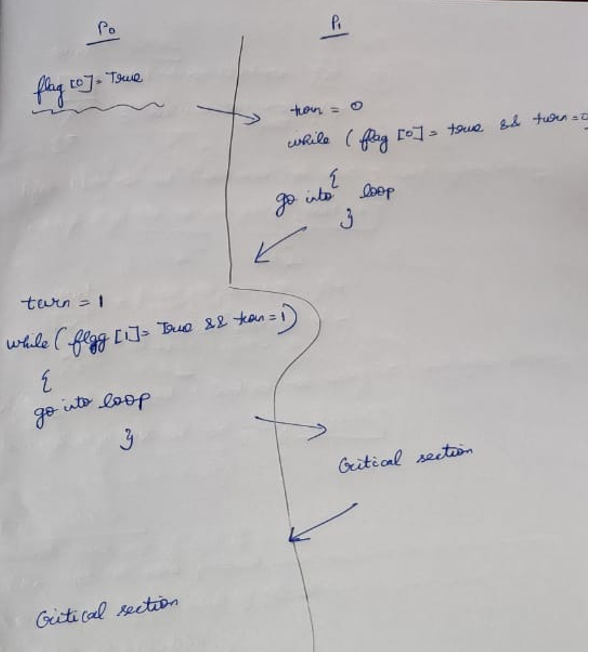 P0
P1
flag [0] = True
turn = 0
while ( flag [0] = true && turn = 0
{
go into loop
}
turn = 1
while ( flag [1] = True && turn = 1 )
{
go into loop
}
Critical section
Critical section